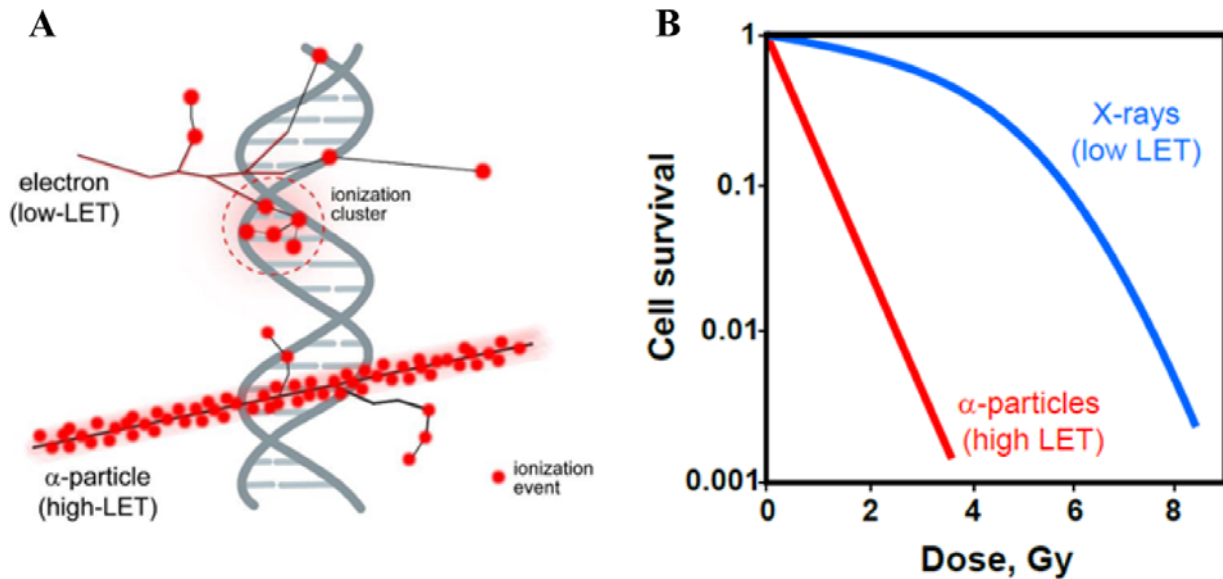 A
electron
(low-LET)
ionization
cluster
α-particle
(high-LET)
ionization
event
B
1
0.1
0.01
0.001
Cell survival
X-rays
(low LET)
α-particles
(high LET)
0 2 4 6 8
Dose, Gy